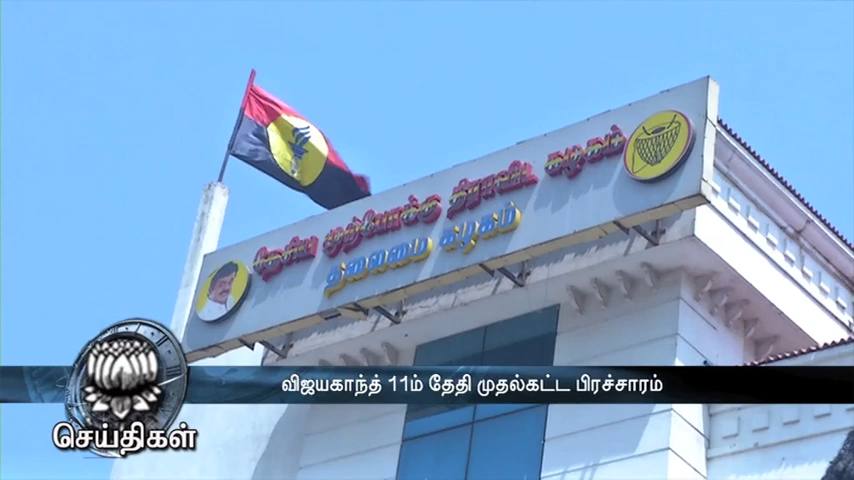 தேசிய முற்போக்கு திராவிட கழகம்
தலைமை கழகம்
விஜயகாந்த் 11ம் தேதி முதல்கட்ட பிரச்சாரம்
செய்திகள்